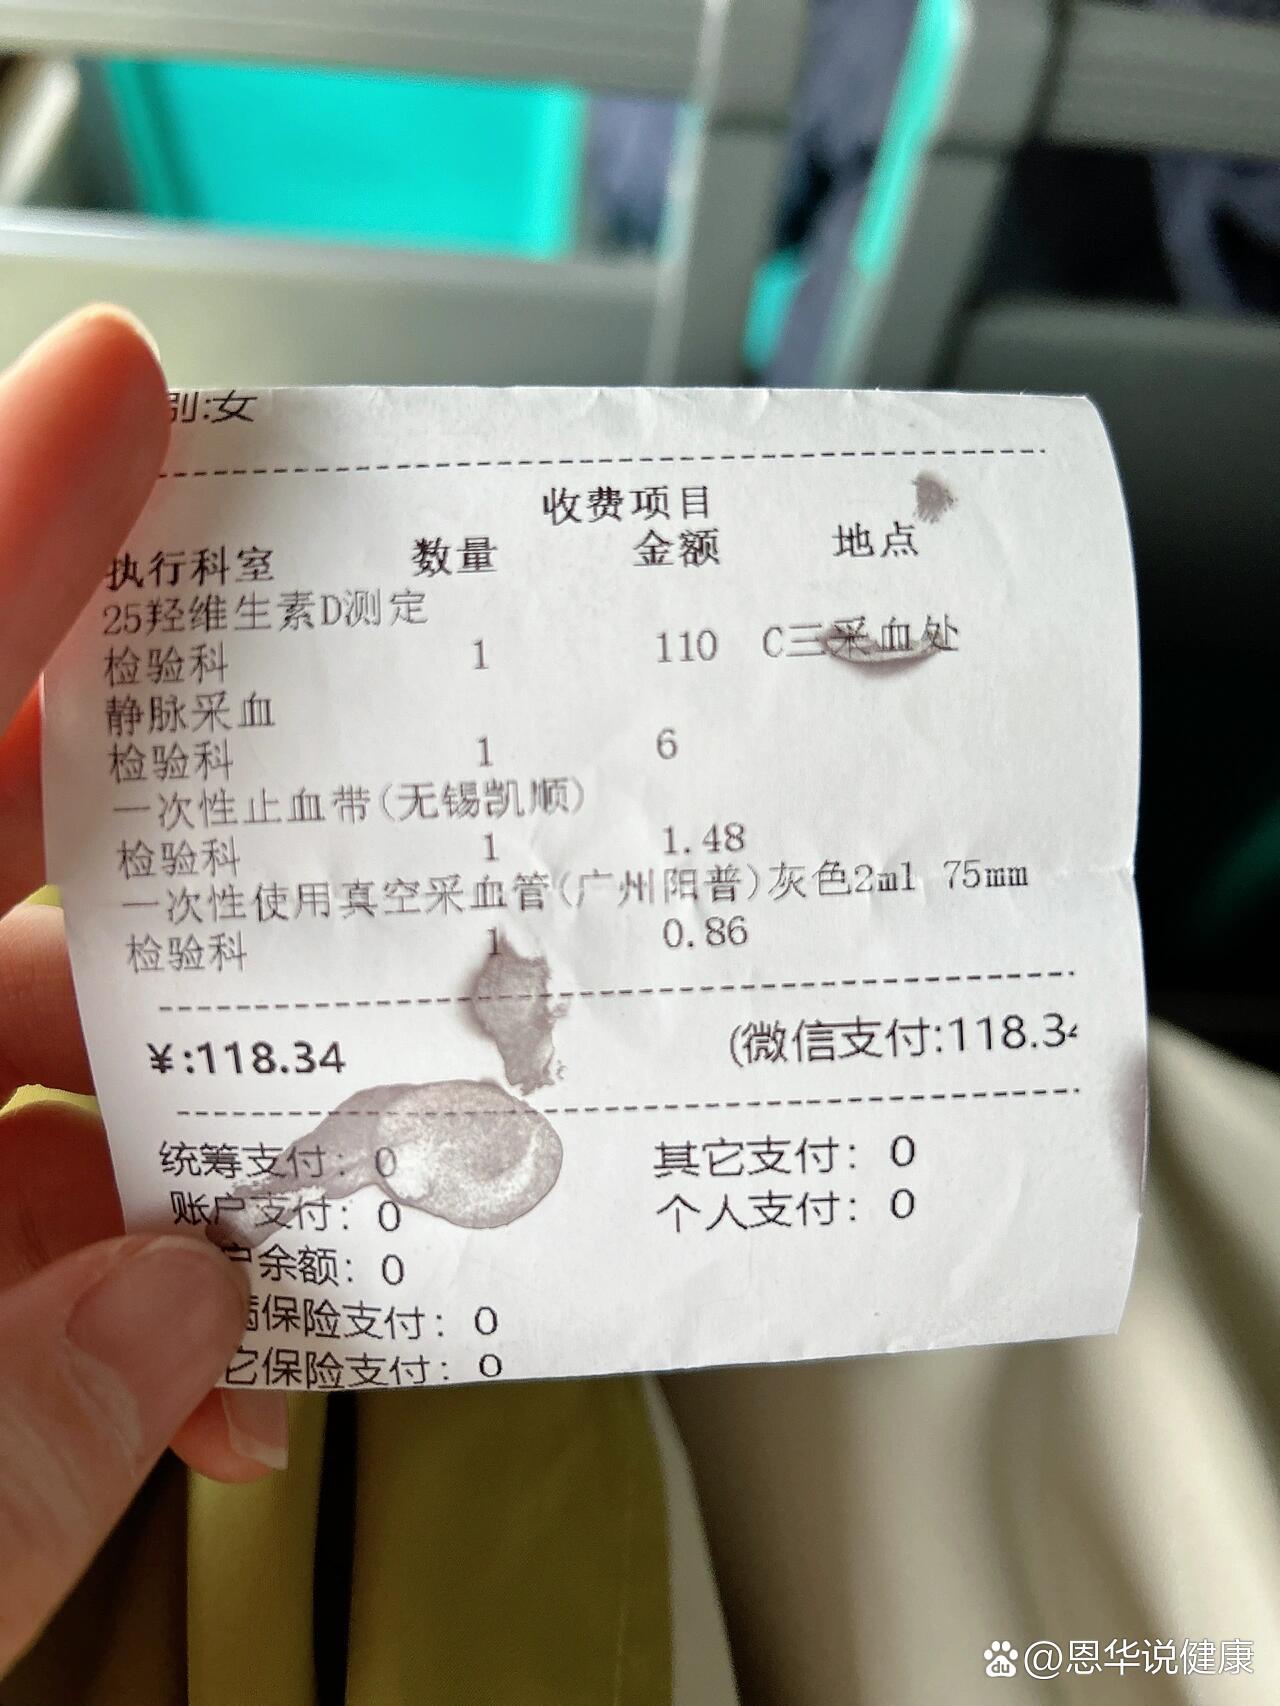 别:女
收费项目
执行科室 数量 金额 地点
25羟维生素D测定
检验科 1 110 C三采血处
静脉采血
检验科 1 6
一次性止血带(无锡凯顺)
检验科 1 1.48
一次性使用真空采血管(广州阳普)灰色2ml 75mm
检验科 1 0.86
¥:118.34 (微信支付:118.34
统筹支付: 0 其它支付: 0
账户支付: 0 个人支付: 0
户余额: 0
保险支付: 0
它保险支付: 0
du @恩华说健康